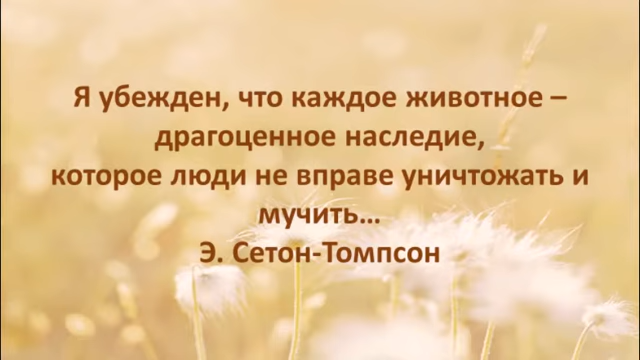 Я убежден, что каждое животное –
драгоценное наследие,
которое люди не вправе уничтожать и
мучить…
Э. Сетон-Томпсон